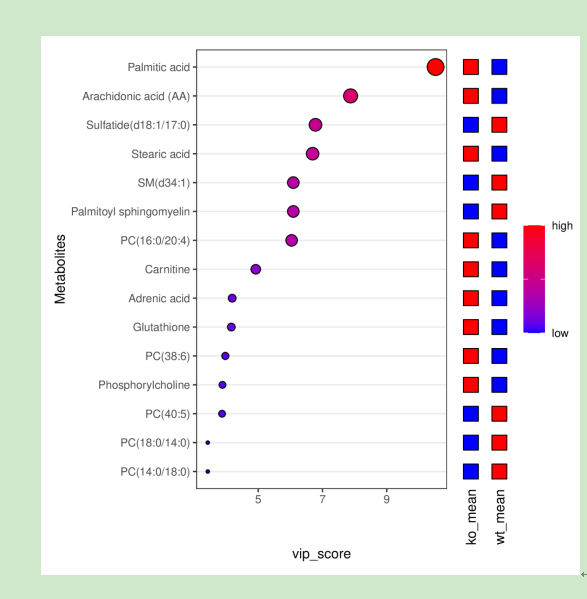 Metabolites
Palmitic acid
Arachidonic acid (AA)
Sulfatide(d18:1/17:0)
Stearic acid
SM(d34:1)
Palmitoyl sphingomyelin
PC(16:0/20:4)
Carnitine
Adrenic acid
Glutathione
PC(38:6)
Phosphorylcholine
PC(40:5)
PC(18:0/14:0)
PC(14:0/18:0)
5 7 9
vip_score
ko_mean
wt_mean
high
low